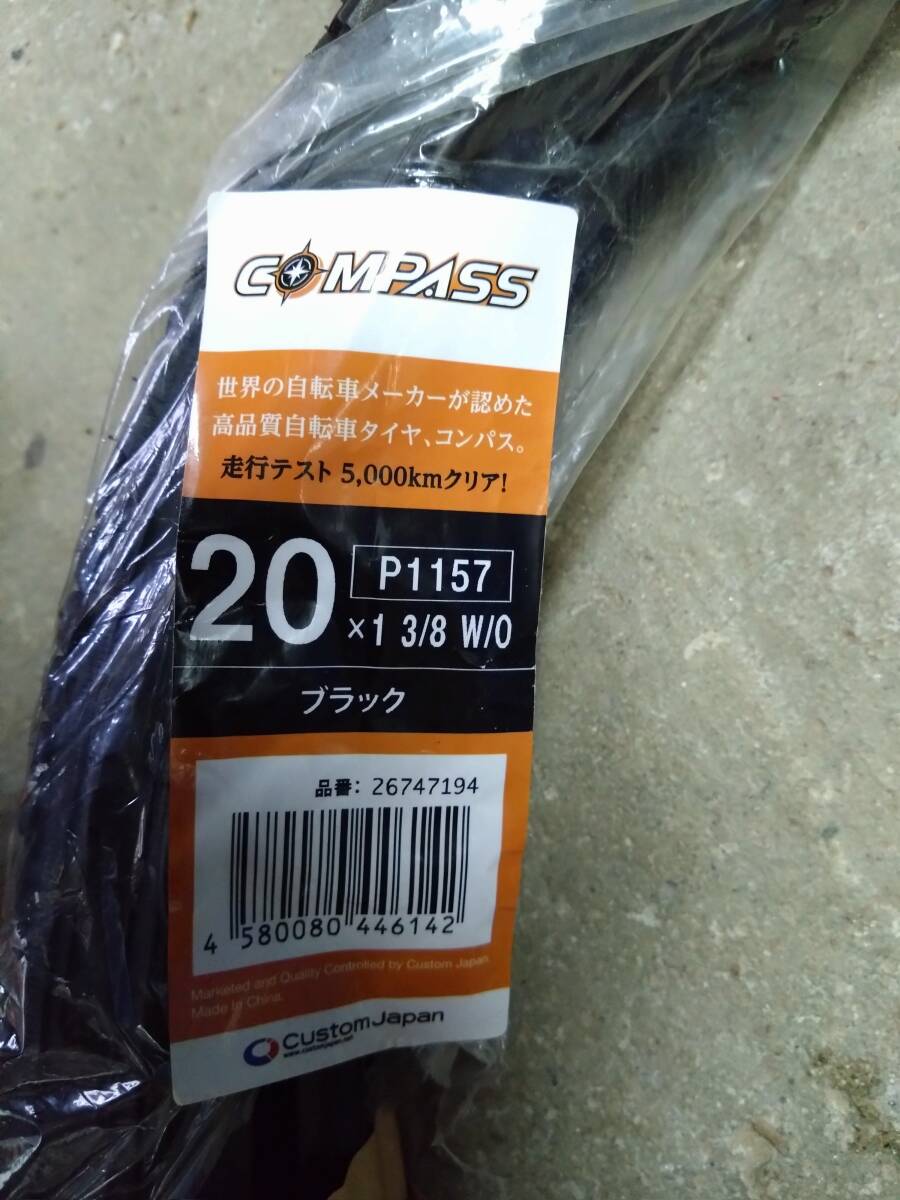 COMPASS
世界の自転車メーカーが認めた
高品質自転車タイヤ、コンパス。
走行テスト 5,000kmクリア!
20 P1157
×1 3/8 W/O
ブラック
品番: 26747194
4 580080 446142
Marketed and Quality Controlled by Custom Japan.
Made in China.
CustomJapan
www.customjapan.net